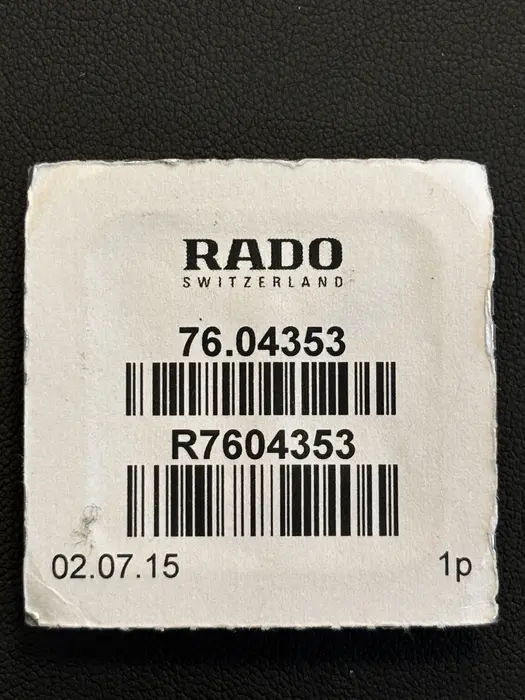 RADO
SWITZERLAND
76.04353
R7604353
02.07.15 1p